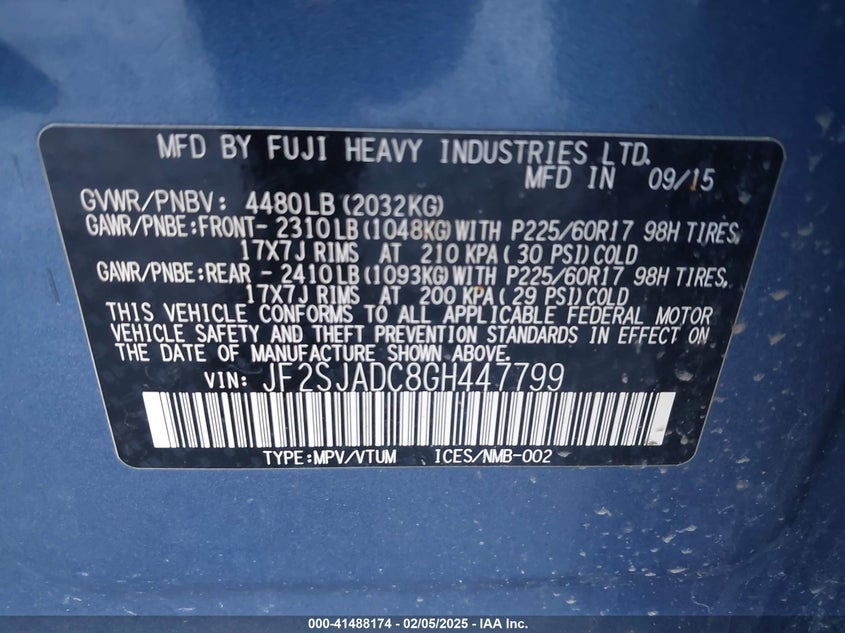 MFD BY FUJI HEAVY INDUSTRIES LTD.
MFD IN 09/15
GVWR/PNBV: 4480LB(2032KG)
GAWR/PNBE:FRONT- 2310LB(1048KG)WITH P225/60R17 98H TIRES,
17X7J RIMS AT 210 KPA( 30 PSI)COLD
GAWR/PNBE:REAR - 2410LB(1093KG)WITH P225/60R17 98H TIRES,
17X7J RIMS AT 200 KPA( 29 PSI)COLD
THIS VEHICLE CONFORMS TO ALL APPLICABLE FEDERAL MOTOR
VEHICLE SAFETY AND THEFT PREVENTION STANDARDS IN EFFECT ON
THE DATE OF MANUFACTURE SHOWN ABOVE.
VIN: JF2SJADC8GH447799
TYPE:MPV/VTUM ICES/NMB-002
000-41488174 - 02/05/2025 - IAA Inc.